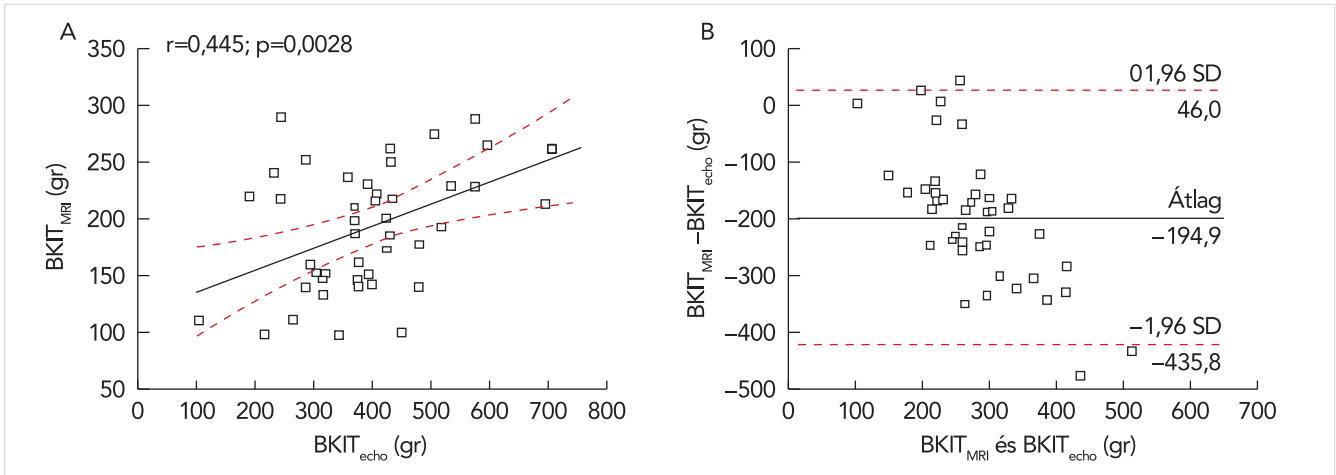 A
r=0,445; p=0,0028
350
300
250
200
150
100
50
BKIT_MRI (gr)
0 100 200 300 400 500 600 700 800
BKIT_echo (gr)
B
100
0
−100
−200
−300
−400
−500
BKIT_MRI−BKIT_echo (gr)
01,96 SD
46,0
Átlag
−194,9
−1,96 SD
−435,8
0 100 200 300 400 500 600 700
BKIT_MRI és BKIT_echo (gr)